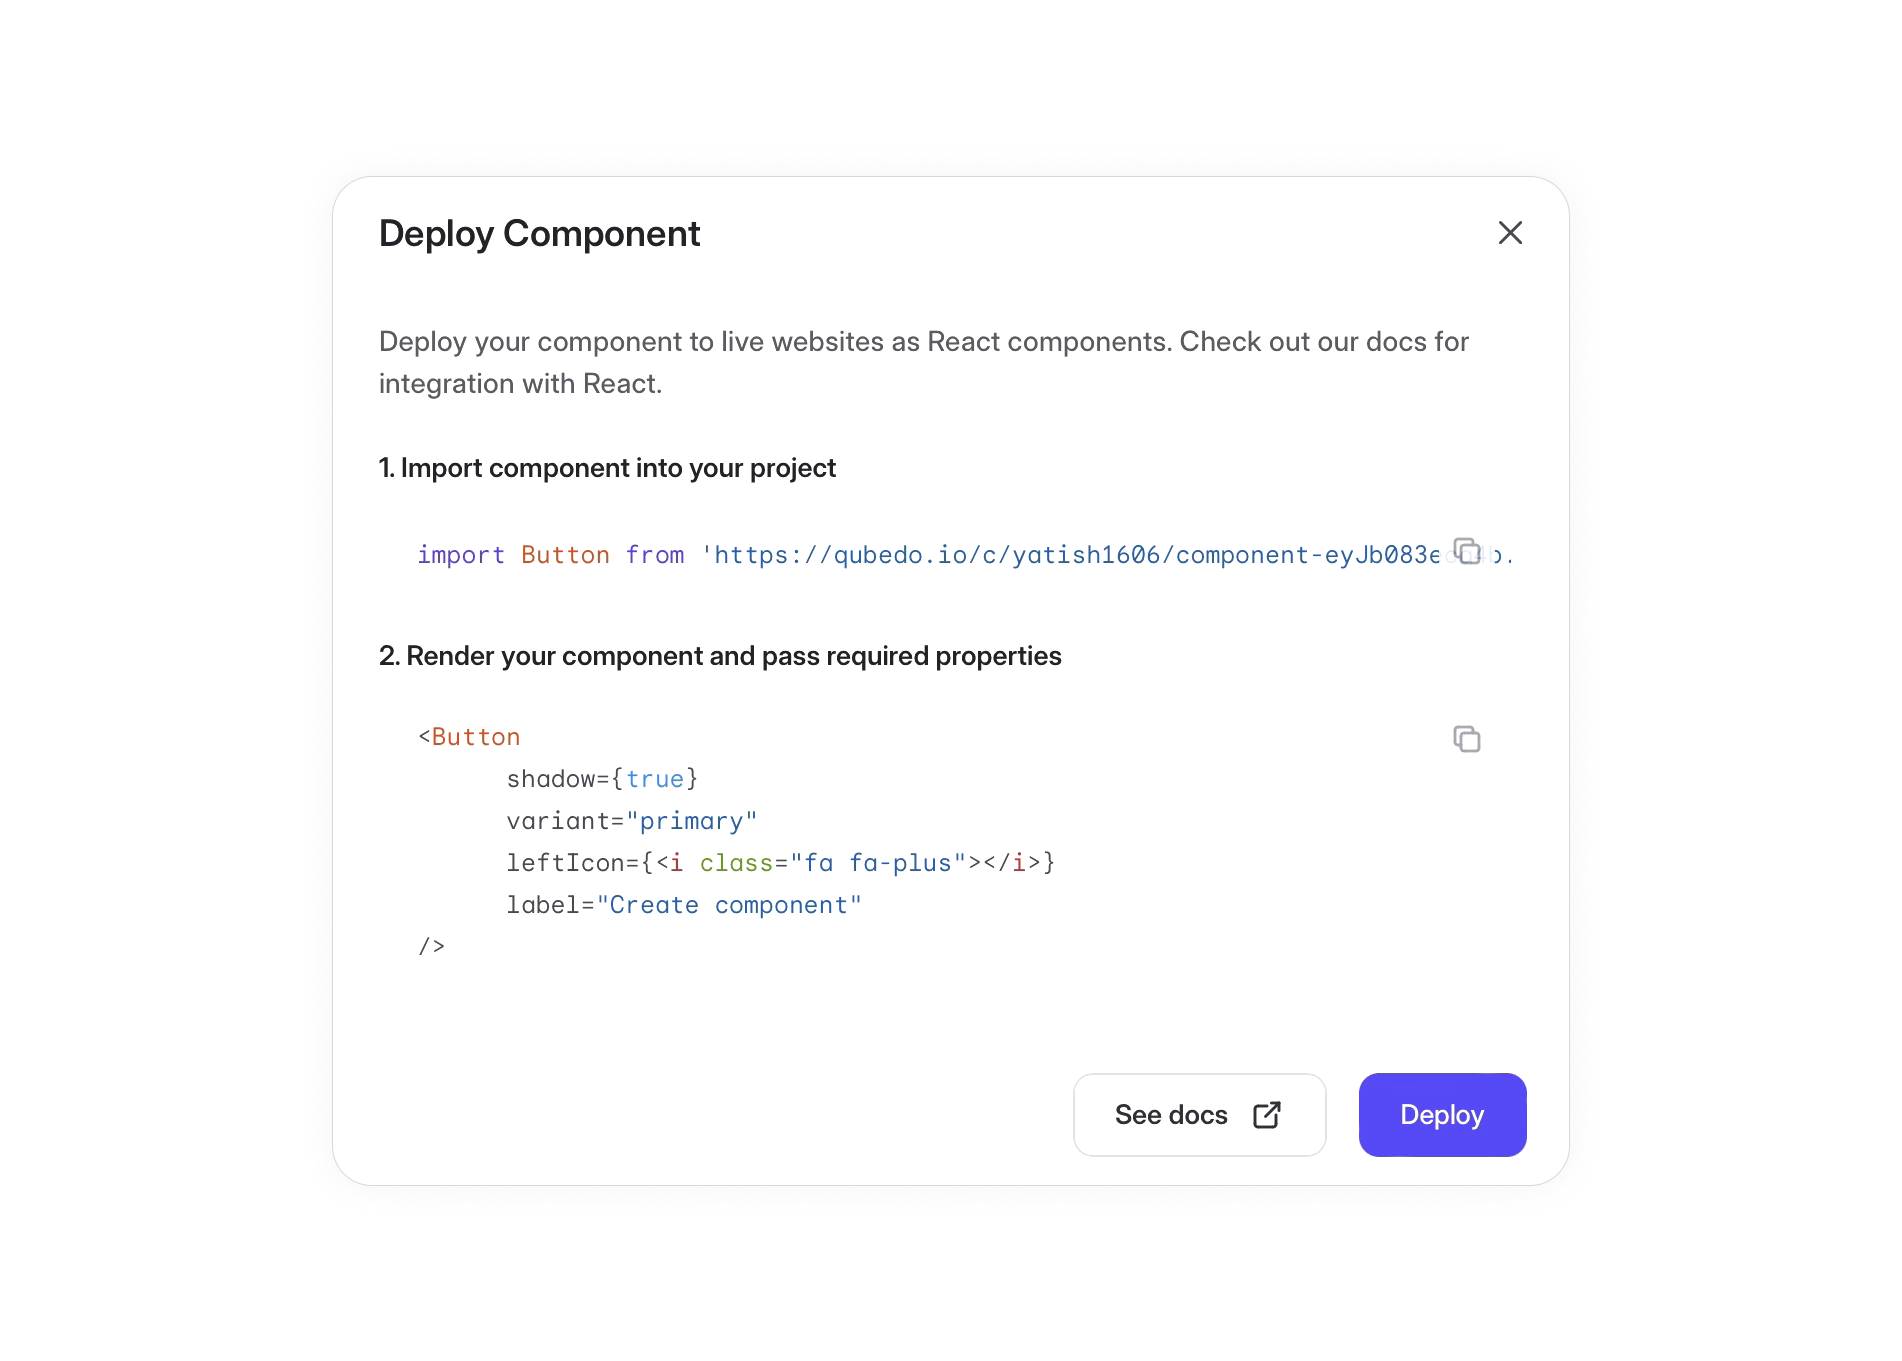 Deploy Component
Deploy your component to live websites as React components. Check out our docs for
integration with React.
1. Import component into your project
import Button from 'https://qubedo.io/c/yatish1606/component-eyJb083e
2. Render your component and pass required properties
<Button
shadow={true}
variant="primary"
leftIcon={<i class="fa fa-plus"></i>}
label="Create component"
/>
See docs
Deploy